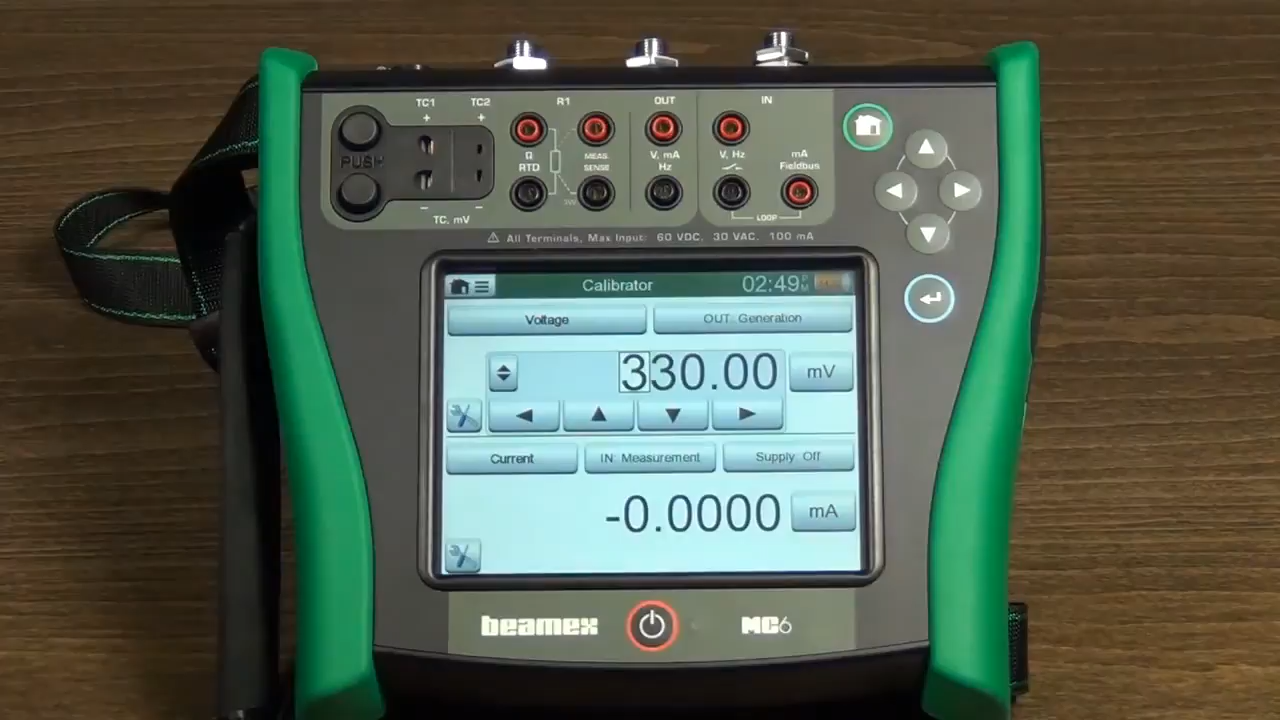 TC1 TC2 R1 OUT IN
+ +
PUSH
Ω V, mA V, Hz mA
RTD MEAS. SENSE Hz Fieldbus
- -
TC, mV LOOP
⚠ All Terminals, Max Input: 60 VDC, 30 VAC, 100 mA
Calibrator 02:49 PM
Voltage OUT: Generation
330.00 mV
Current IN: Measurement Supply: Off
-0.0000 mA
beamex MC6